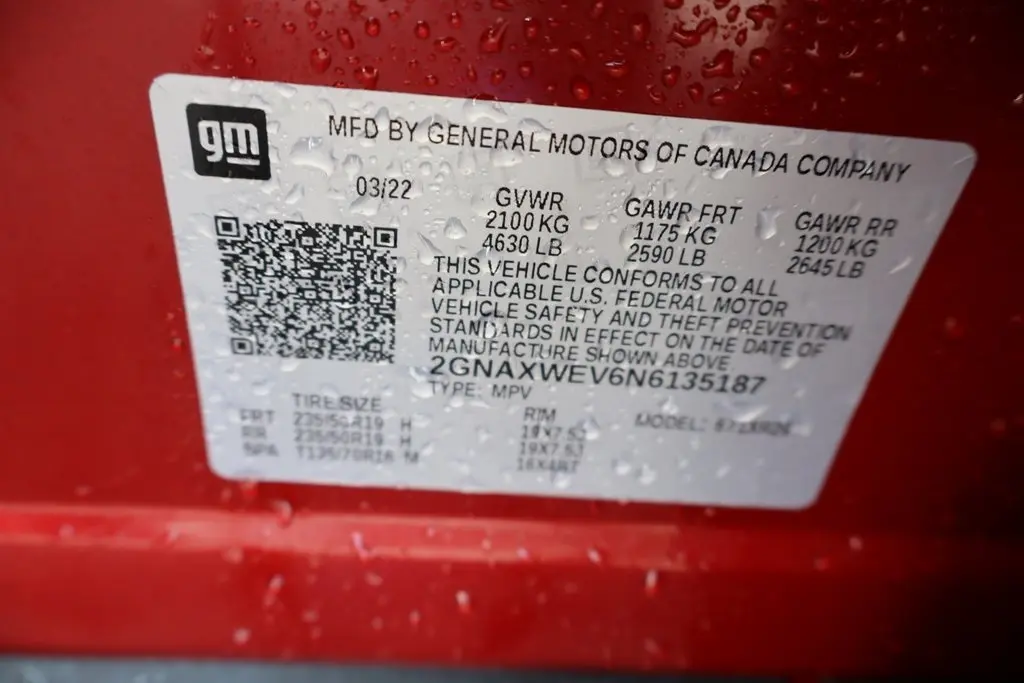 gm
MFD BY GENERAL MOTORS OF CANADA COMPANY
03/22
GVWR
2100 KG
4630 LB
GAWR FRT
1175 KG
2590 LB
GAWR RR
1200 KG
2645 LB
THIS VEHICLE CONFORMS TO ALL
APPLICABLE U.S. FEDERAL MOTOR
VEHICLE SAFETY AND THEFT PREVENTION
STANDARDS IN EFFECT ON THE DATE OF
MANUFACTURE SHOWN ABOVE
2GNAXWEV6N6135187
TYPE: MPV
TIRE SIZE
RIM
MODEL:
FRT 235/50R19 H 19X7.5J
RR 235/50R19 H 19X7.5J
SPA T135/70R16 M